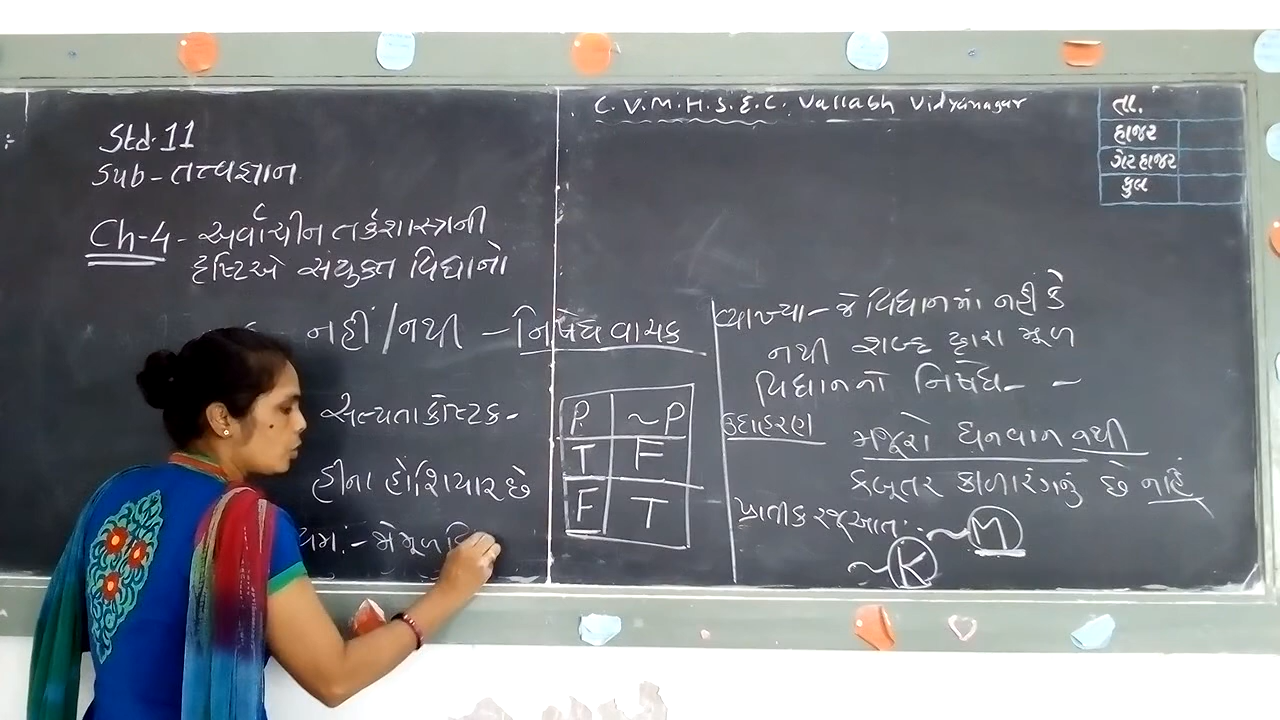 C. V. M. H. S. E. C. Vallabh Vidyanagar
તા.
હાજર
ગેરહાજર
કુલ
Std-11
Sub - તત્ત્વજ્ઞાન
Ch-4 - અર્વાચીન તર્કશાસ્ત્રની
દૃષ્ટિએ સંયુક્ત વિધાનો
નહીં/નથી - નિષેધવાચક
સત્યતા કોષ્ટક -
P ~P
T F
F T
હીના હોંશિયાર છે
જો મૂળ
વ્યાખ્યા - જે વિધાનમાં નહીં કે
નથી શબ્દ દ્વારા મૂળ
વિધાનનો નિષેધ - -
ઉદાહરણ
મજૂરો ધનવાન નથી
કબૂતર કાળા રંગનું છે નહિં
પ્રતીક રજૂઆત :- ~M
~K